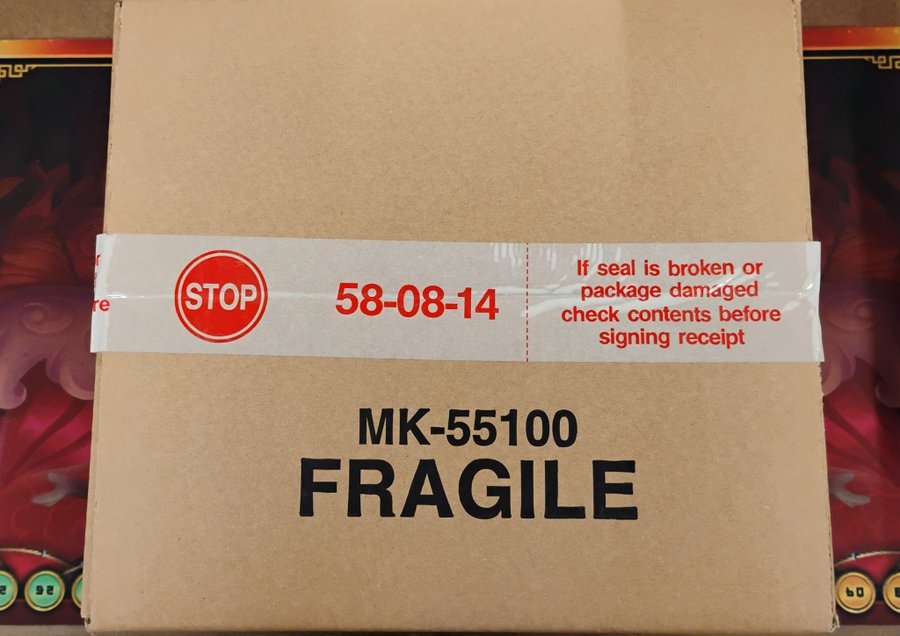 re
STOP
58-08-14
If seal is broken or
package damaged
check contents before
signing receipt
MK-55100
FRAGILE